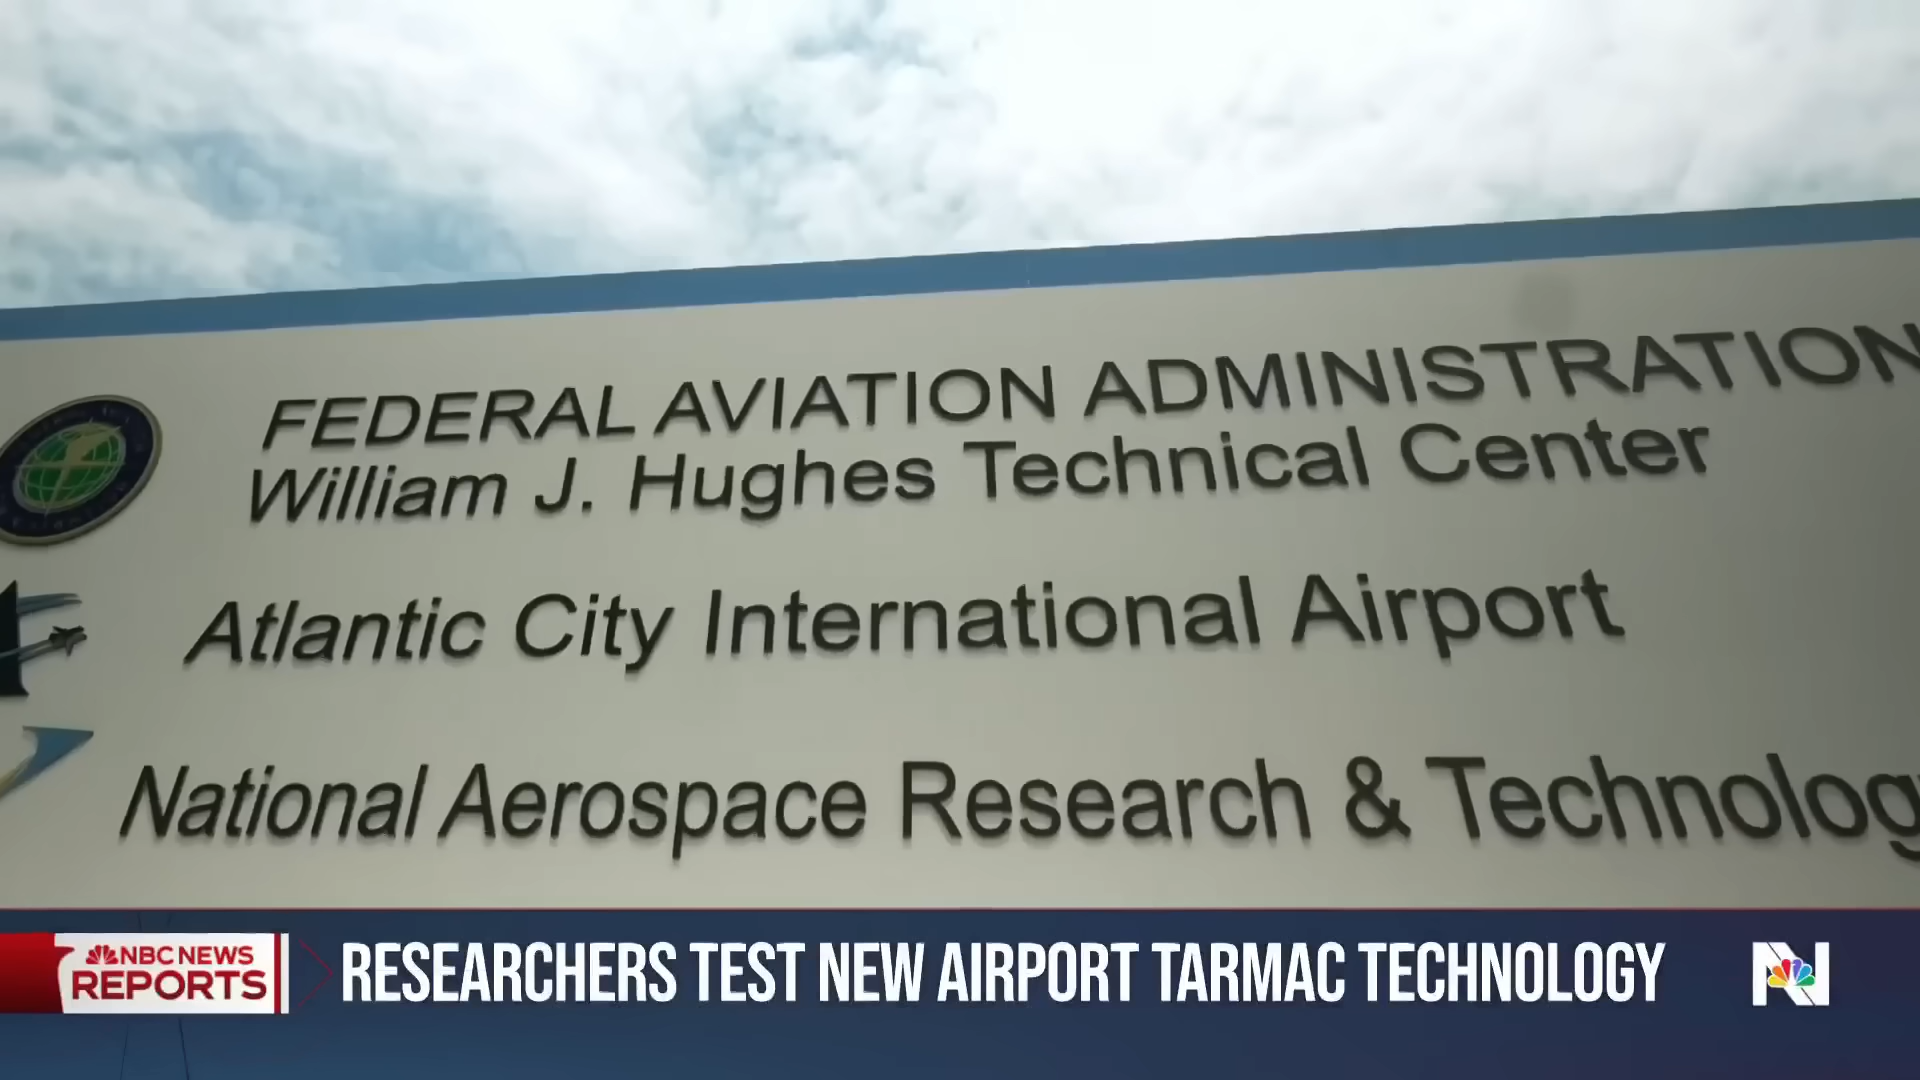 FEDERAL AVIATION ADMINISTRATION
William J. Hughes Technical Center
Atlantic City International Airport
National Aerospace Research & Technolog
NBC NEWS
REPORTS
RESEARCHERS TEST NEW AIRPORT TARMAC TECHNOLOGY